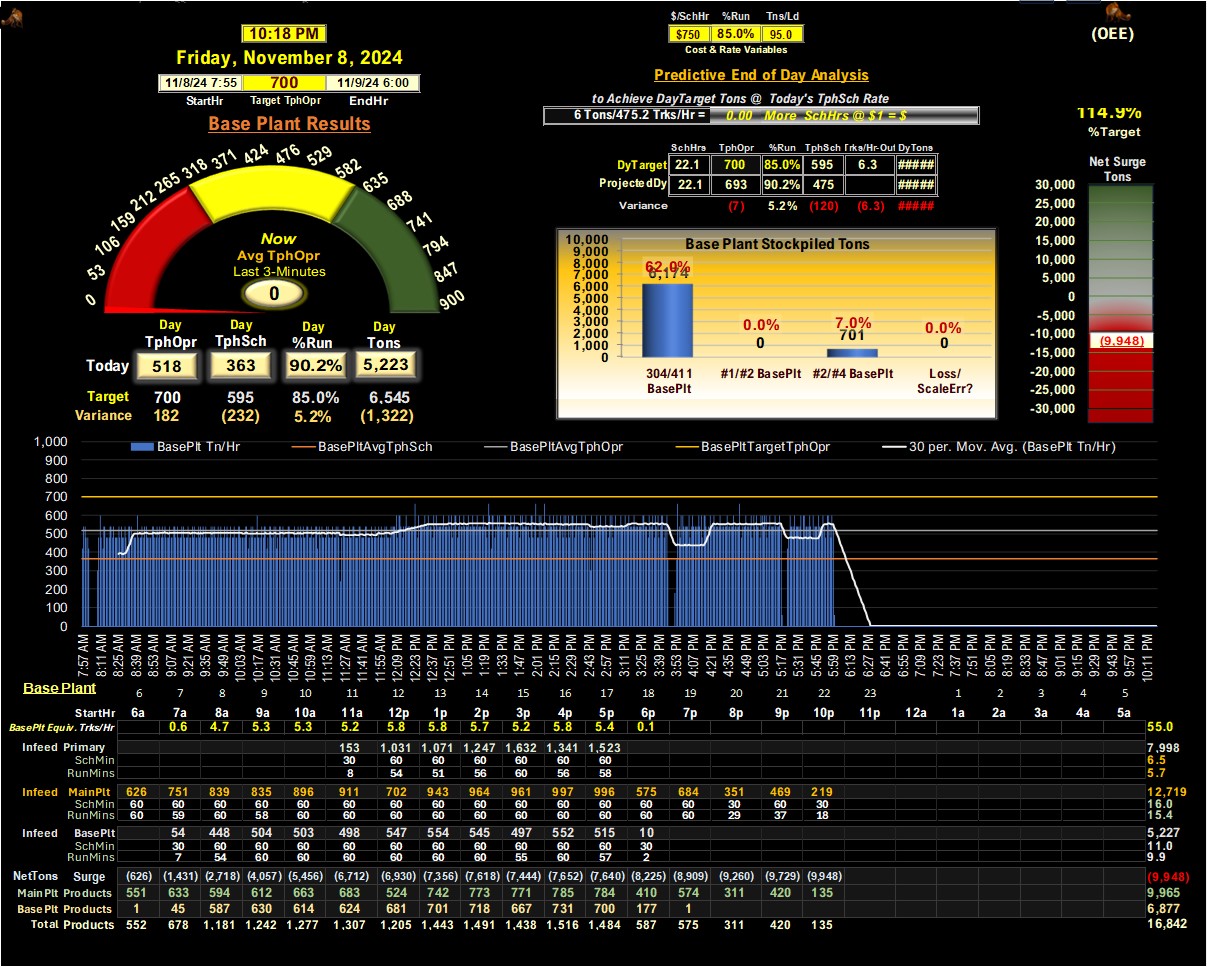 $/SchHr %Run Tns/Ld
$750 85.0% 95.0
Cost & Rate Variables
10:18 PM
Friday, November 8, 2024
11/8/24 7:55 700 11/9/24 6:00
StartHr Target TphOpr EndHr
Base Plant Results
(OEE)
114.9%
%Target
Predictive End of Day Analysis
to Achieve DayTarget Tons @ Today's TphSch Rate
6 Tons/475.2 Trks/Hr = 0.00 More SchHrs @ $1 = $
SchHrs TphOpr %Run TphSch Trks/Hr-Out DyTons
DyTarget 22.1 700 85.0% 595 6.3 #####
ProjectedDy 22.1 693 90.2% 475 #####
Variance (7) 5.2% (120) (6.3) #####
0 53 106 159 212 265 318 371 424 476 529 582 635 688 741 794 847 900
Now
Avg TphOpr
Last 3-Minutes
0
Day Day Day Day
TphOpr TphSch %Run Tons
Today 518 363 90.2% 5,223
Target 700 595 85.0% 6,545
Variance 182 (232) 5.2% (1,322)
Base Plant Stockpiled Tons
10,000
9,000
8,000
7,000
6,000
5,000
4,000
3,000
2,000
1,000
0
62.0% 0.0% 7.0% 0.0%
6,174 0 701 0
304/411 BasePlt
#1/#2 BasePlt
#2/#4 BasePlt
Loss/ ScaleErr?
Net Surge
Tons
30,000
25,000
20,000
15,000
10,000
5,000
0
-5,000
-10,000
-15,000
-20,000
-25,000
-30,000
(9,948)
BasePlt Tn/Hr BasePltAvgTphSch BasePltAvgTphOpr BasePltTargetTphOpr 30 per. Mov. Avg. (BasePlt Tn/Hr)
1,000
900
800
700
600
500
400
300
200
100
0
7:57 AM 8:11 AM 8:25 AM 8:39 AM 8:53 AM 9:07 AM 9:21 AM 9:35 AM 9:49 AM 10:03 AM 10:17 AM 10:31 AM 10:45 AM 10:59 AM 11:13 AM 11:27 AM 11:41 AM 11:55 AM 12:09 PM 12:23 PM 12:37 PM 12:51 PM 1:05 PM 1:19 PM 1:33 PM 1:47 PM 2:01 PM 2:15 PM 2:29 PM 2:43 PM 2:57 PM 3:11 PM 3:25 PM 3:39 PM 3:53 PM 4:07 PM 4:21 PM 4:35 PM 4:49 PM 5:03 PM 5:17 PM 5:31 PM 5:45 PM 5:59 PM 6:13 PM 6:27 PM 6:41 PM 6:55 PM 7:09 PM 7:23 PM 7:37 PM 7:51 PM 8:05 PM 8:19 PM 8:33 PM 8:47 PM 9:01 PM 9:15 PM 9:29 PM 9:43 PM 9:57 PM 10:11 PM
Base Plant 6 7 8 9 10 11 12 13 14 15 16 17 18 19 20 21 22 23 1 2 3 4 5
StartHr 6a 7a 8a 9a 10a 11a 12p 1p 2p 3p 4p 5p 6p 7p 8p 9p 10p 11p 12a 1a 2a 3a 4a 5a
BasePlt Equiv. Trks/Hr 0.6 4.7 5.3 5.3 5.2 5.8 5.8 5.7 5.2 5.8 5.4 0.1 55.0
Infeed Primary 153 1,031 1,071 1,247 1,632 1,341 1,523 7,998
SchMin 30 60 60 60 60 60 60 6.5
RunMins 8 54 51 56 60 56 58 5.7
Infeed MainPlt 626 751 839 835 896 911 702 943 964 961 997 996 575 684 351 469 219 12,719
SchMin 60 60 60 60 60 60 60 60 60 60 60 60 60 60 30 60 30 16.0
RunMins 60 59 60 58 60 60 60 60 60 60 60 60 60 60 29 37 18 15.4
Infeed BasePlt 54 448 504 503 498 547 554 545 497 552 515 10 5,227
SchMin 30 60 60 60 60 60 60 60 60 60 60 30 11.0
RunMins 7 54 60 60 60 60 60 60 55 60 57 2 9.9
NetTons Surge (626) (1,431) (2,718) (4,057) (5,456) (6,712) (6,930) (7,356) (7,618) (7,444) (7,652) (7,640) (8,225) (8,909) (9,260) (9,729) (9,948) (9,948)
MainPlt Products 551 633 594 612 663 683 524 742 773 771 785 784 410 574 311 420 135 9,965
BasePlt Products 1 45 587 630 614 624 681 701 718 667 731 700 177 1 6,877
Total Products 552 678 1,181 1,242 1,277 1,307 1,205 1,443 1,491 1,438 1,516 1,484 587 575 311 420 135 16,842